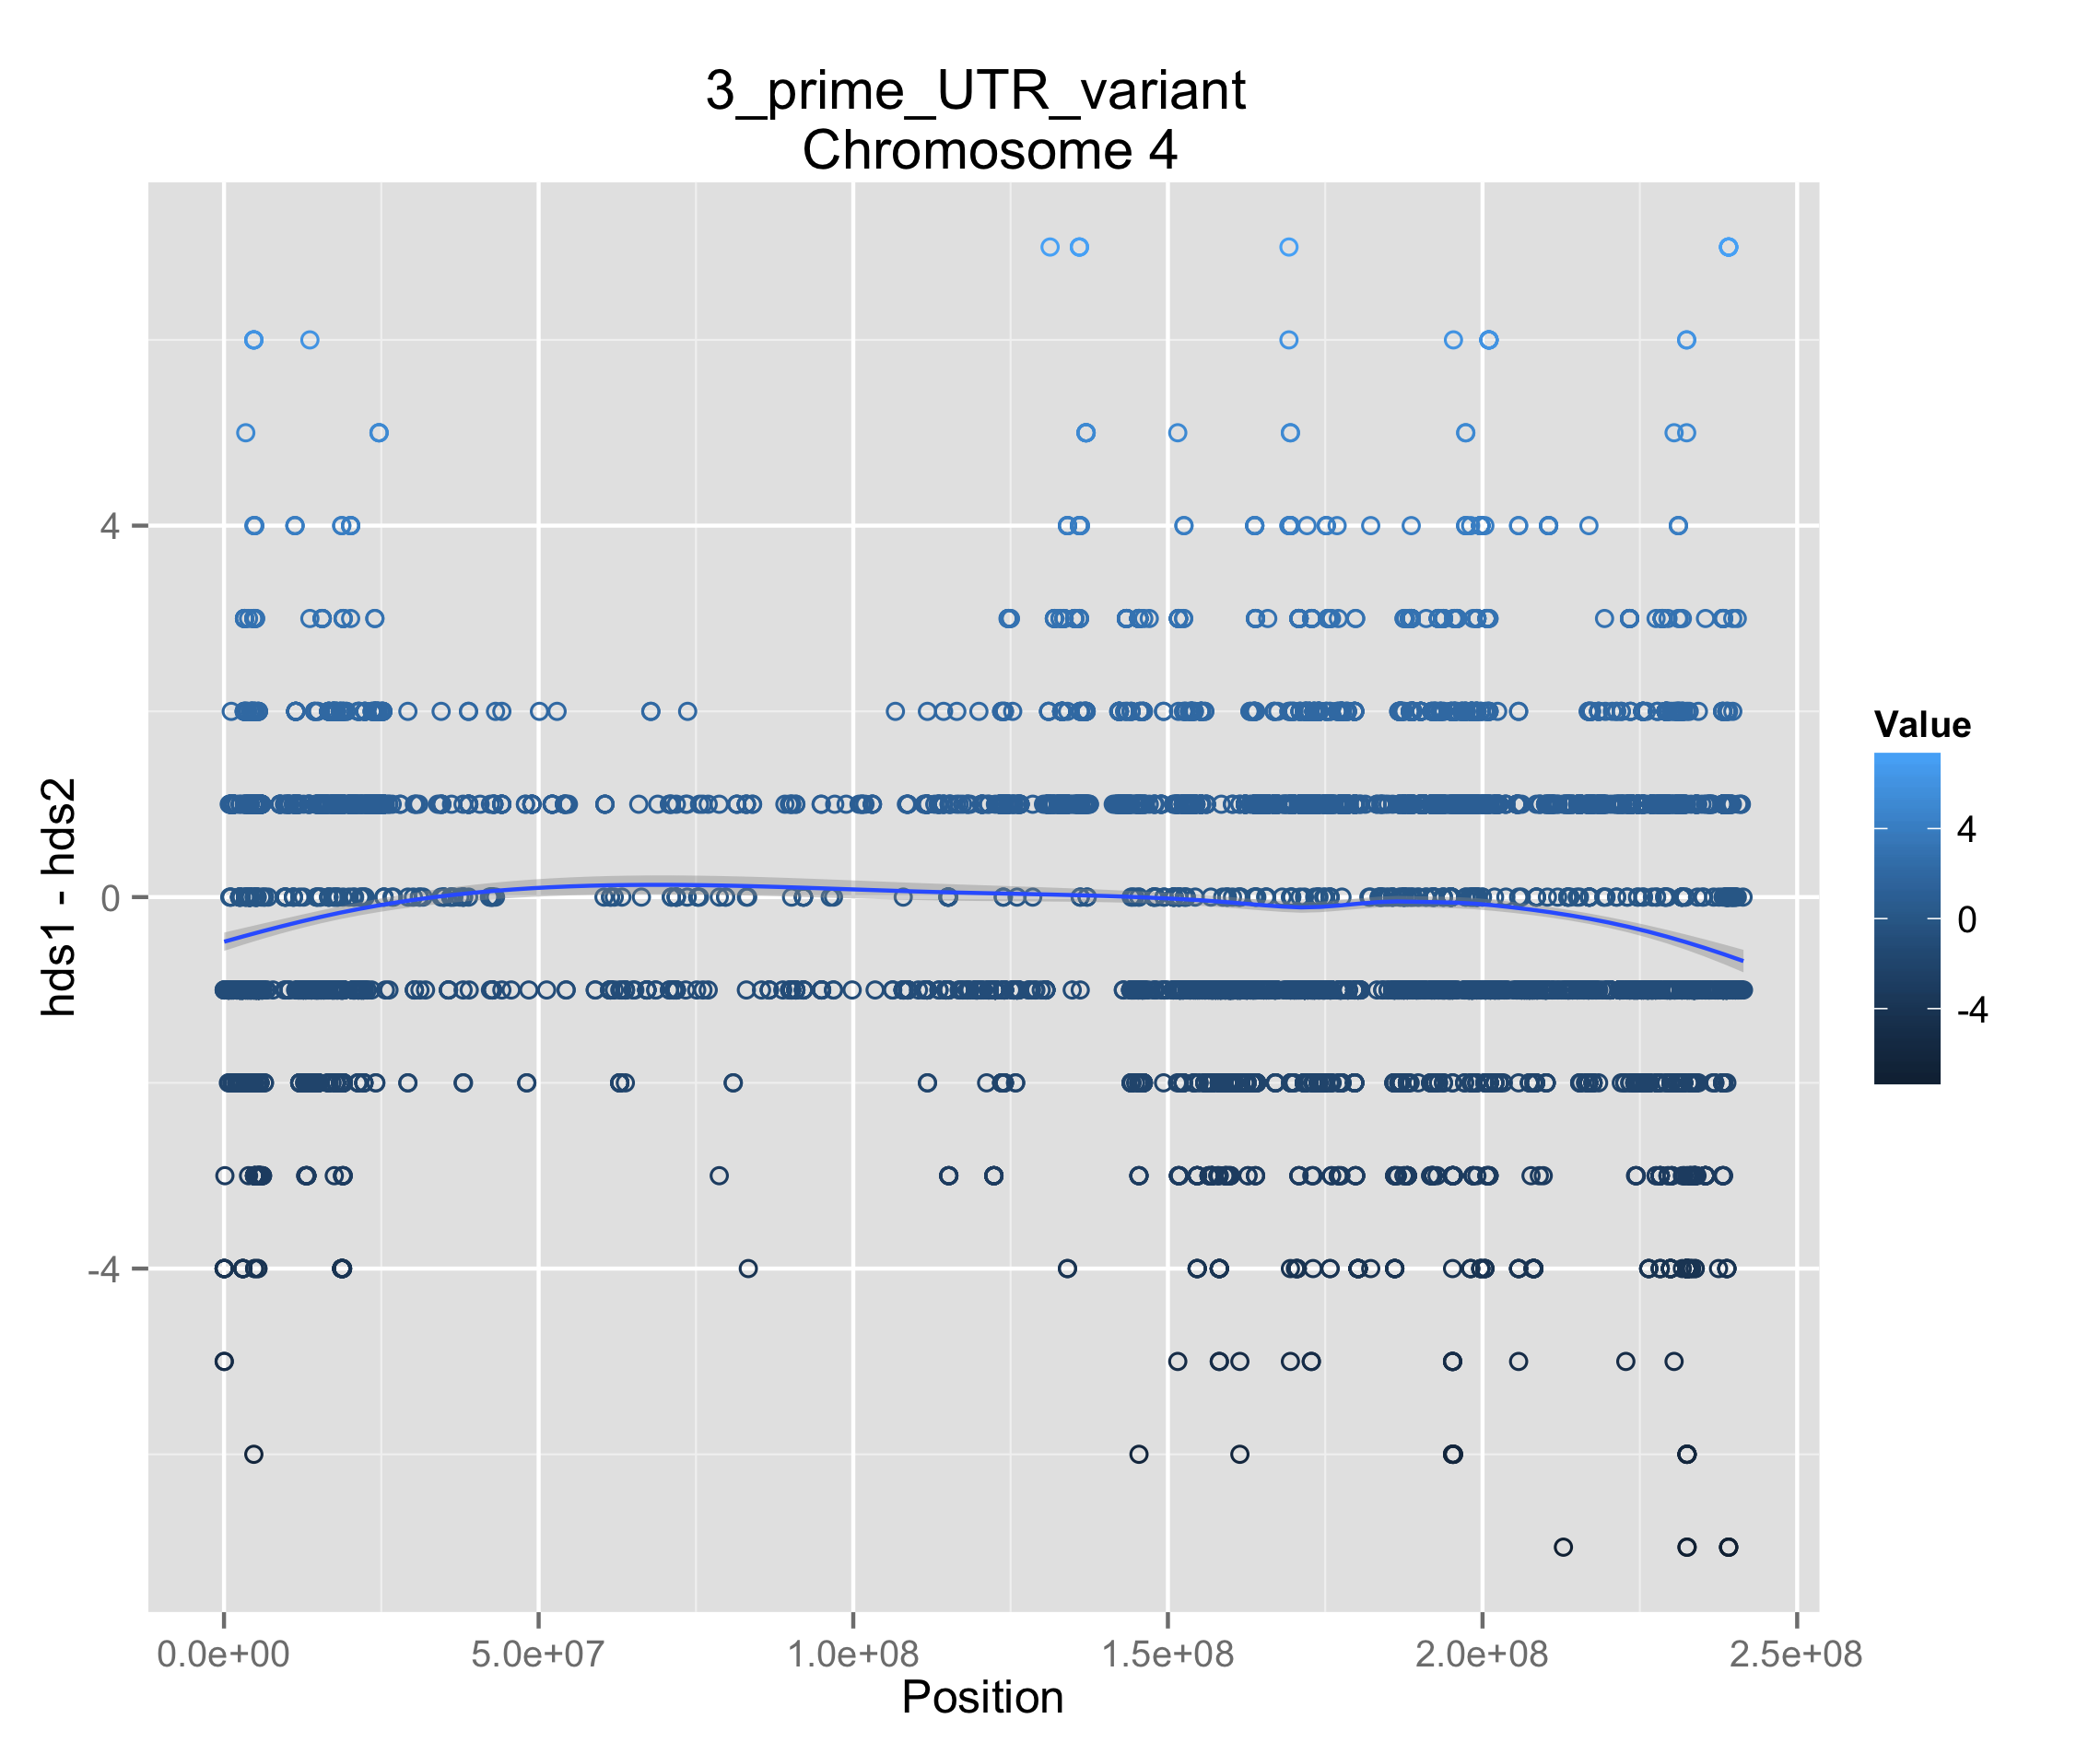 3_prime_UTR_variant
Chromosome 4
hds1 - hds2
4
0
-4
0.0e+00
5.0e+07
1.0e+08
1.5e+08
2.0e+08
2.5e+08
Position
Value
4
0
-4